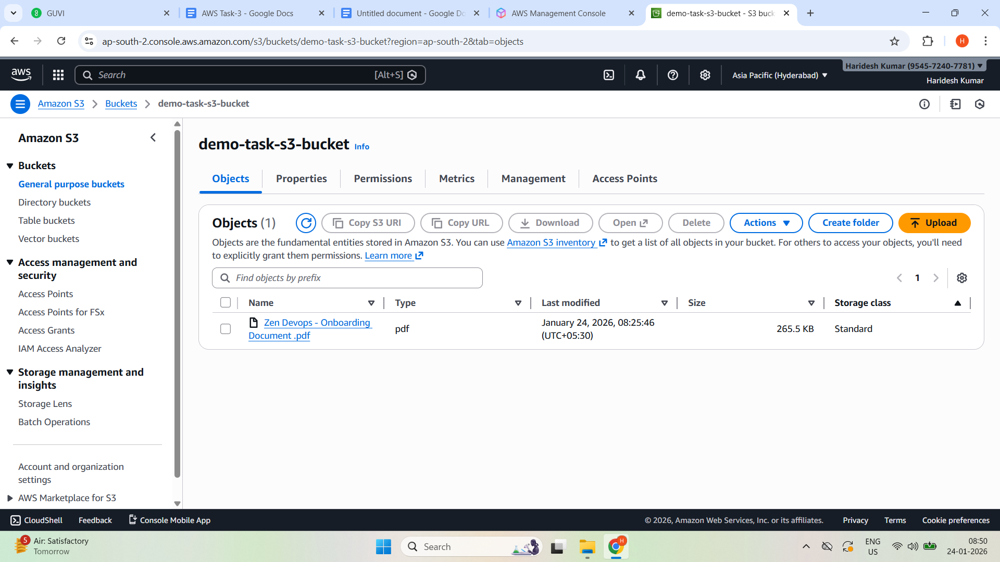 GUVI
AWS Task-3 - Google Docs
Untitled document - Google Do
AWS Management Console
demo-task-s3-bucket - S3 buck
ap-south-2.console.aws.amazon.com/s3/buckets/demo-task-s3-bucket?region=ap-south-2&tab=objects
H
aws
Search
[Alt+S]
Asia Pacific (Hyderabad)
Haridesh Kumar (9545-7240-7781)
Haridesh Kumar
Amazon S3
Buckets
demo-task-s3-bucket
Amazon S3
Buckets
General purpose buckets
Directory buckets
Table buckets
Vector buckets
Access management and
security
Access Points
Access Points for FSx
Access Grants
IAM Access Analyzer
Storage management and
insights
Storage Lens
Batch Operations
Account and organization
settings
AWS Marketplace for S3
demo-task-s3-bucket Info
Objects
Properties
Permissions
Metrics
Management
Access Points
Objects (1)
Copy S3 URI
Copy URL
Download
Open
Delete
Actions
Create folder
Upload
Objects are the fundamental entities stored in Amazon S3. You can use Amazon S3 inventory to get a list of all objects in your bucket. For others to access your objects, you'll need
to explicitly grant them permissions. Learn more
Find objects by prefix
1
Name
Type
Last modified
Size
Storage class
Zen Devops - Onboarding
Document .pdf
pdf
January 24, 2026, 08:25:46
(UTC+05:30)
265.5 KB
Standard
CloudShell
Feedback
Console Mobile App
© 2026, Amazon Web Services, Inc. or its affiliates.
Privacy
Terms
Cookie preferences
5
Air: Satisfactory
Tomorrow
Search
H
ENG
US
08:50
24-01-2026